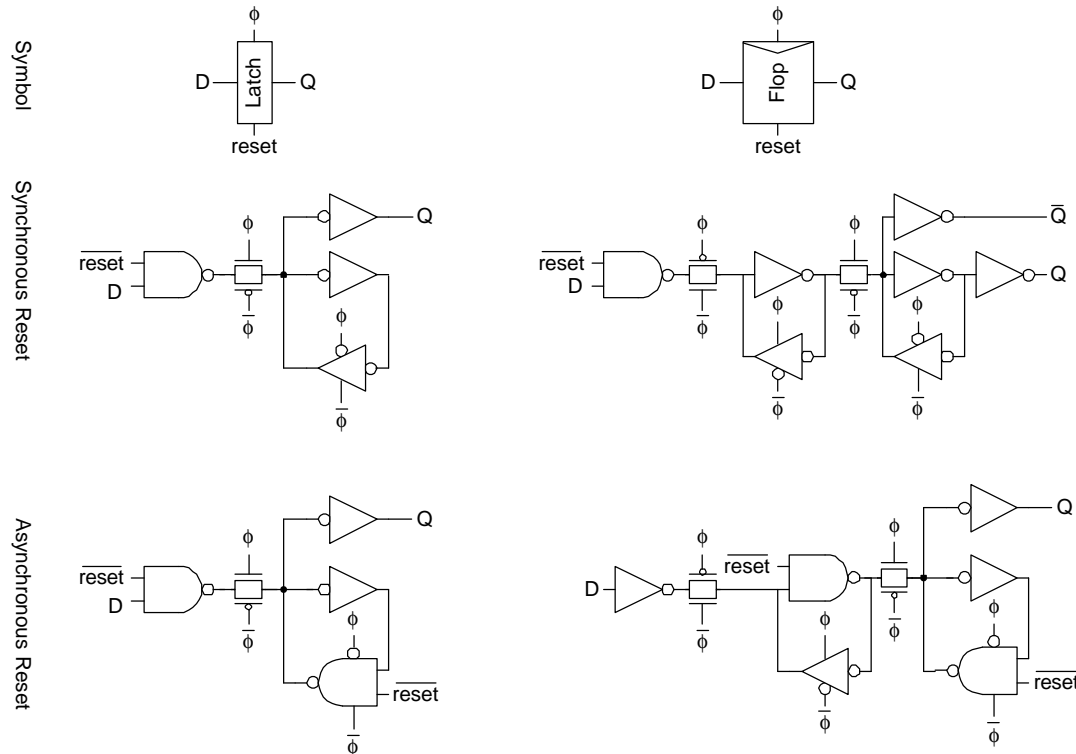 Symbol
ϕ
D
Latch
Q
reset
ϕ
D
Flop
Q
reset
Synchronous Reset
reset̅
D
ϕ
ϕ̅
Q
ϕ
ϕ̅
reset̅
D
ϕ
ϕ̅
ϕ
ϕ̅
ϕ
ϕ̅
Q̅
Q
ϕ
ϕ̅
Asynchronous Reset
reset̅
D
ϕ
ϕ̅
Q
ϕ
reset̅
ϕ̅
D
ϕ
ϕ̅
reset̅
ϕ
ϕ̅
ϕ
ϕ̅
Q
ϕ
reset̅
ϕ̅